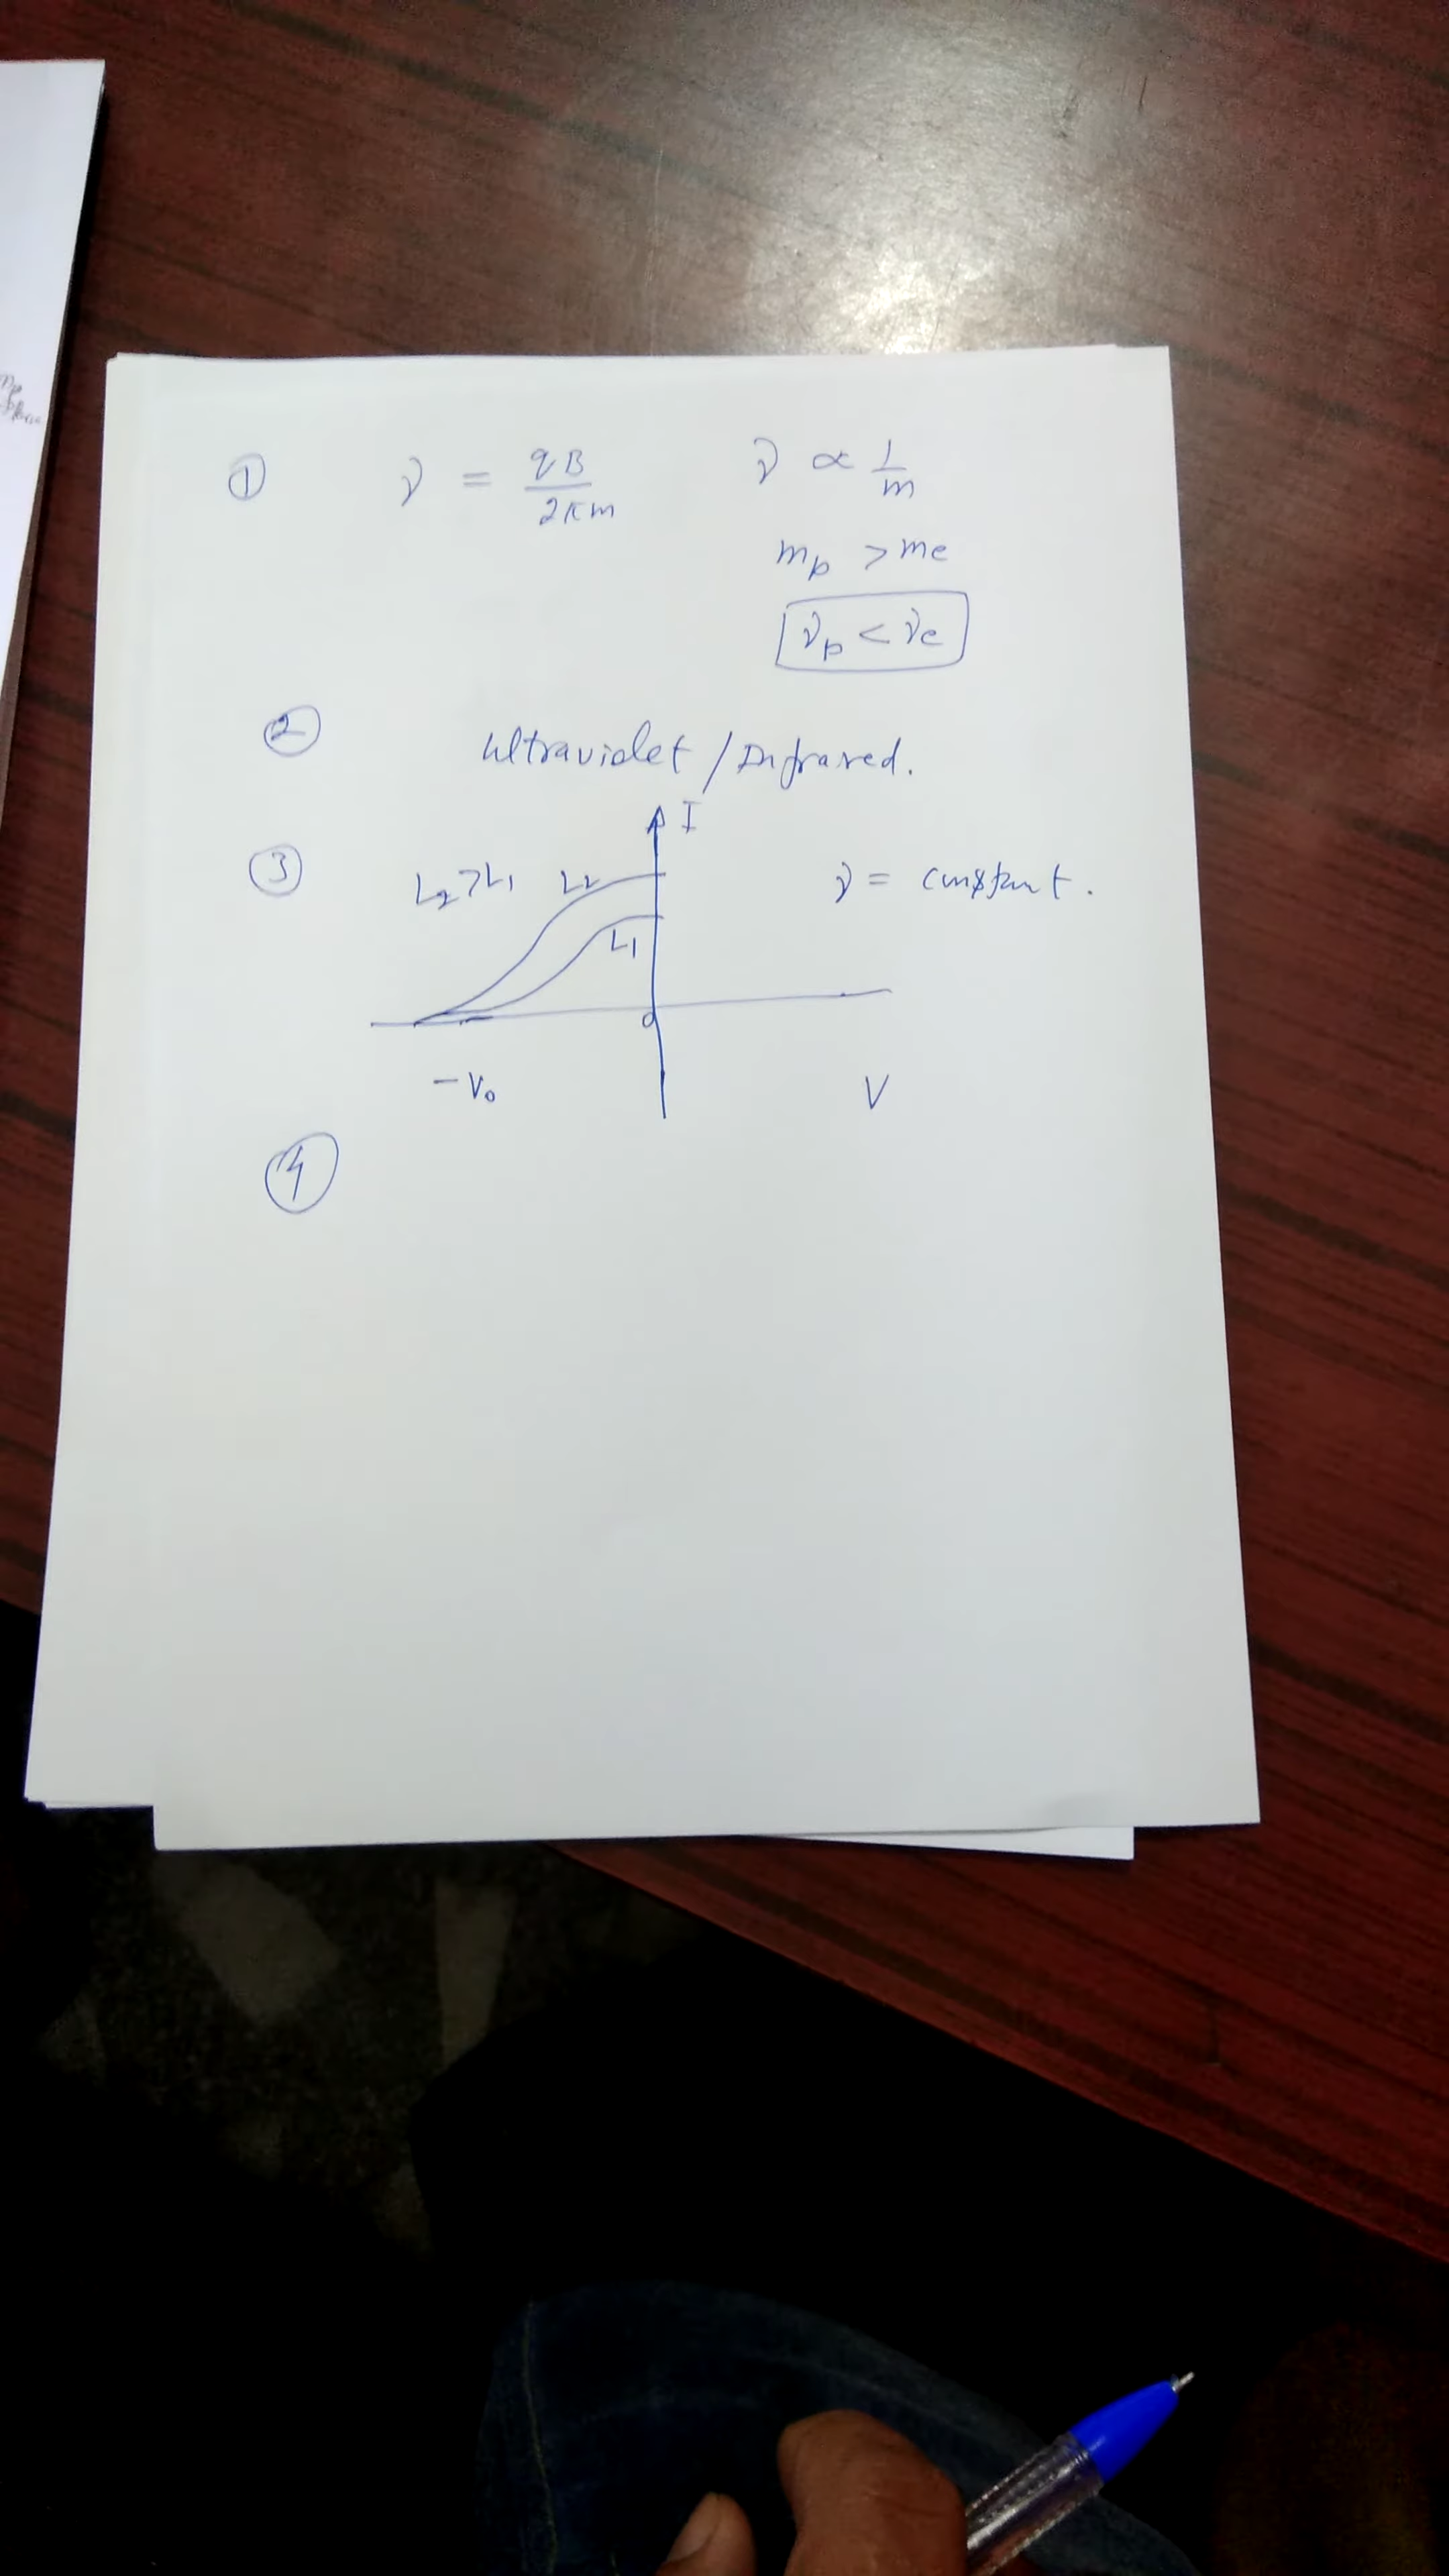 ① ν = qB/2πm ν ∝ 1/m
mp > me
νp < νe
② Ultraviolet / Infrared.
I
③ L2 > L1 L2 ν = constant.
L1
0
-V0 V
④